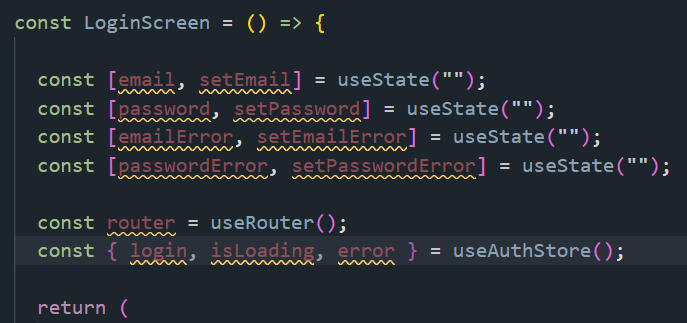 const LoginScreen = () => {
const [email, setEmail] = useState("");
const [password, setPassword] = useState("");
const [emailError, setEmailError] = useState("");
const [passwordError, setPasswordError] = useState("");
const router = useRouter();
const { login, isLoading, error } = useAuthStore();
return (